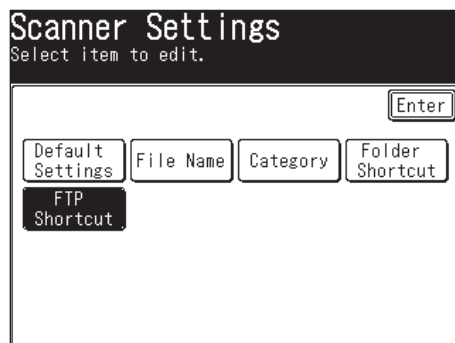 Scanner Settings
Select item to edit.
Enter
Default Settings
File Name
Category
Folder Shortcut
FTP Shortcut